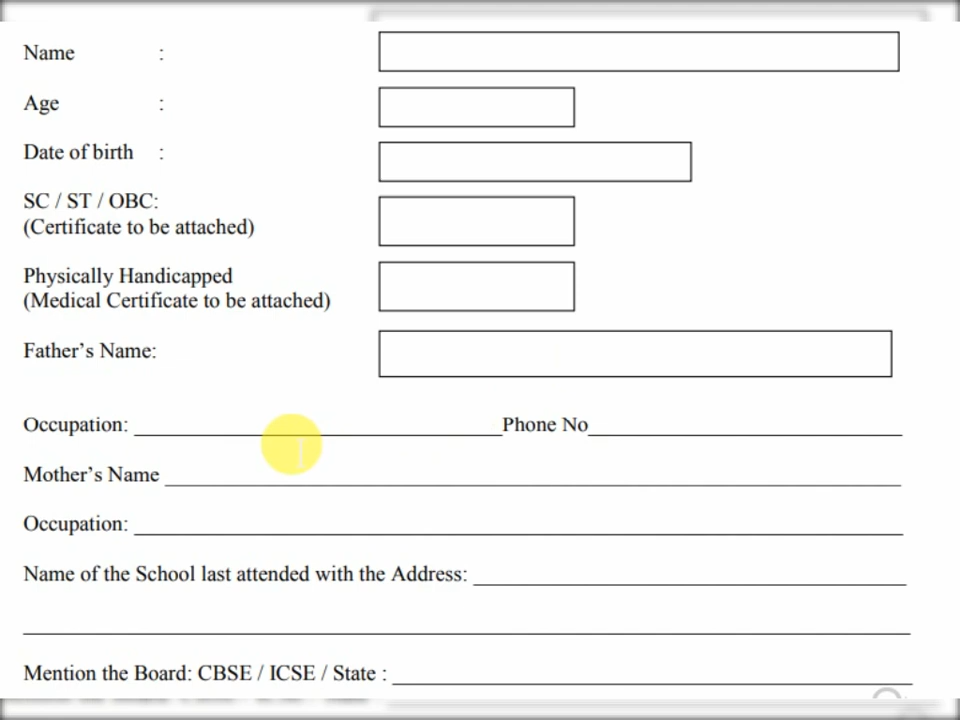 Name :
Age :
Date of birth :
SC / ST / OBC:
(Certificate to be attached)
Physically Handicapped
(Medical Certificate to be attached)
Father’s Name:
Occupation: Phone No
Mother’s Name
Occupation:
Name of the School last attended with the Address:
Mention the Board: CBSE / ICSE / State :